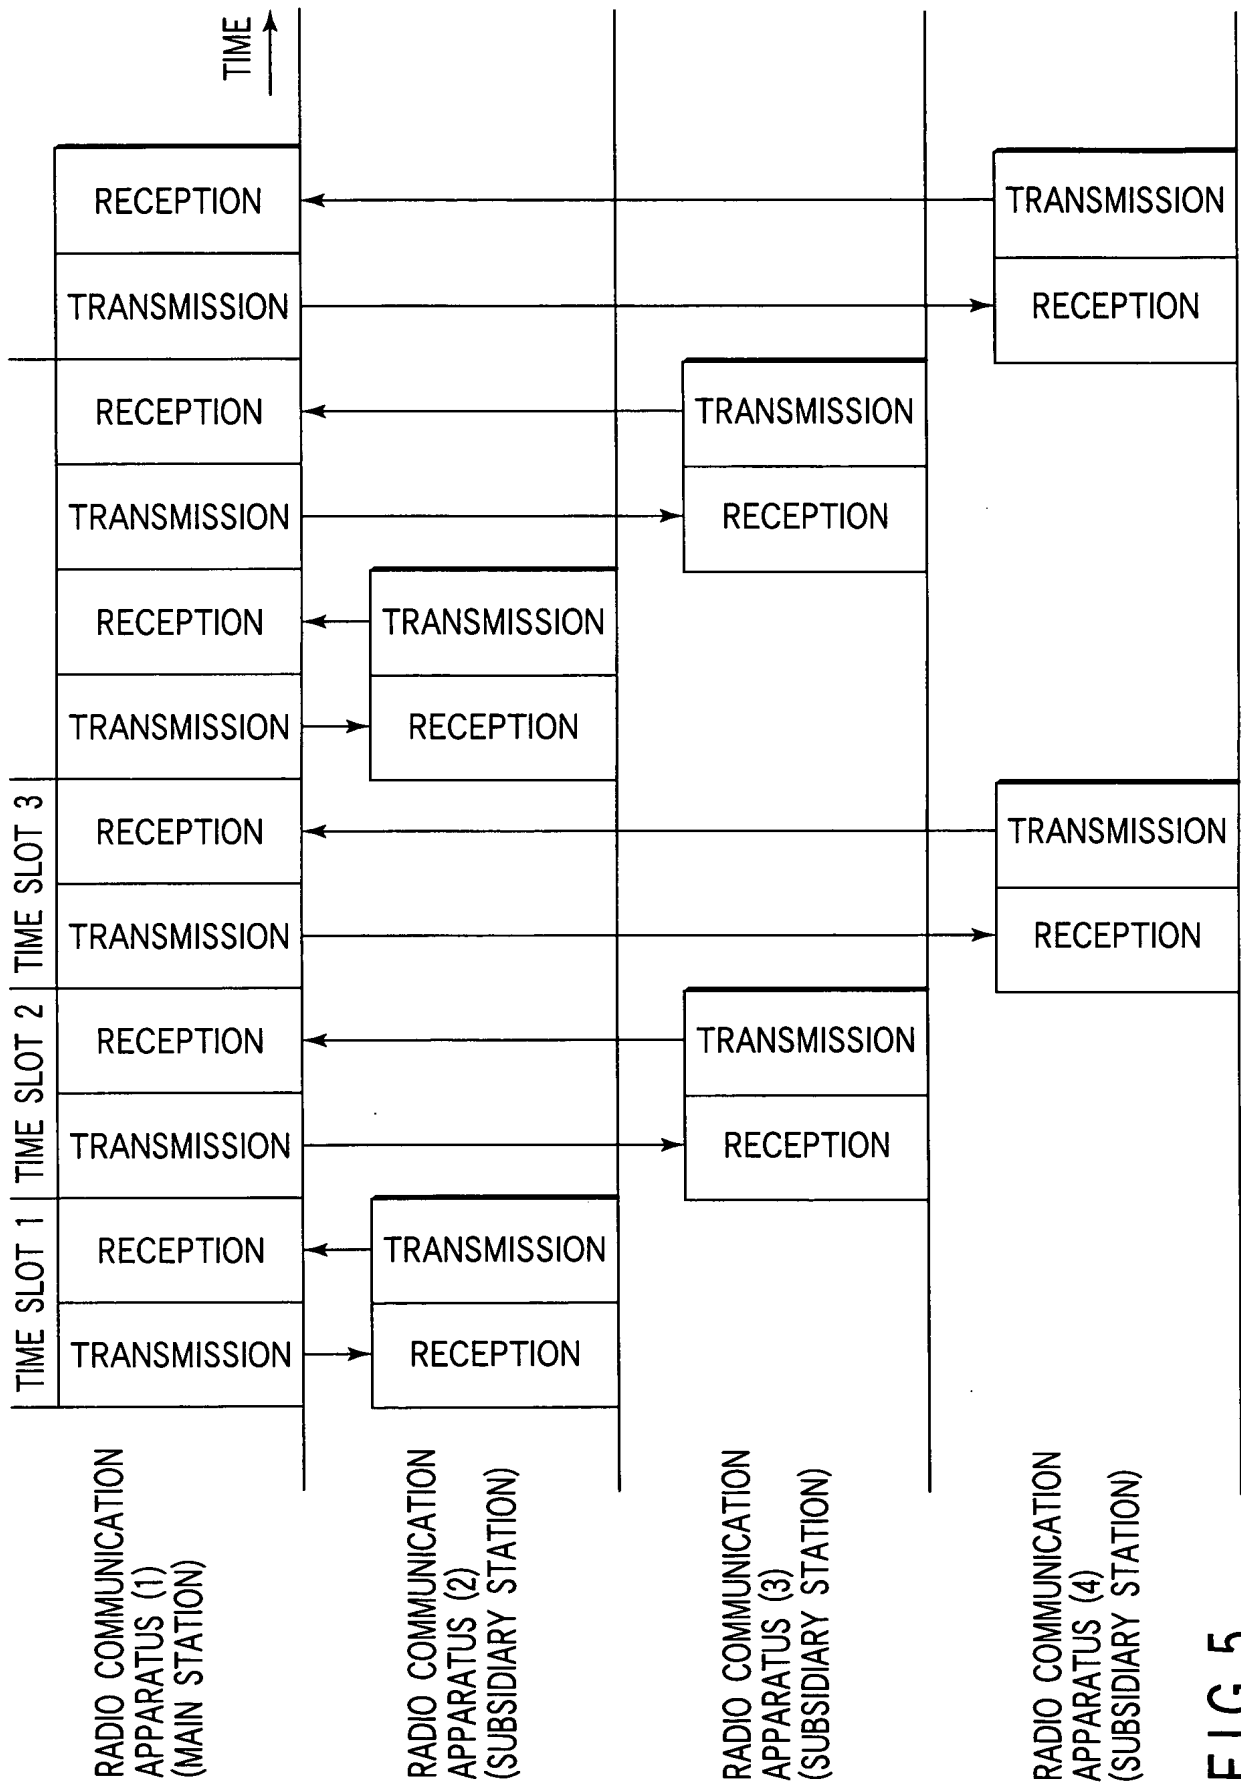 TIME
TIME SLOT 1
TIME SLOT 2
TIME SLOT 3
RADIO COMMUNICATION
APPARATUS (1)
(MAIN STATION)
TRANSMISSION
RECEPTION
TRANSMISSION
RECEPTION
TRANSMISSION
RECEPTION
TRANSMISSION
RECEPTION
TRANSMISSION
RECEPTION
TRANSMISSION
RECEPTION
RADIO COMMUNICATION
APPARATUS (2)
(SUBSIDIARY STATION)
RECEPTION
TRANSMISSION
RECEPTION
TRANSMISSION
RADIO COMMUNICATION
APPARATUS (3)
(SUBSIDIARY STATION)
RECEPTION
TRANSMISSION
RECEPTION
TRANSMISSION
RADIO COMMUNICATION
APPARATUS (4)
(SUBSIDIARY STATION)
RECEPTION
TRANSMISSION
RECEPTION
TRANSMISSION
FIG. 5